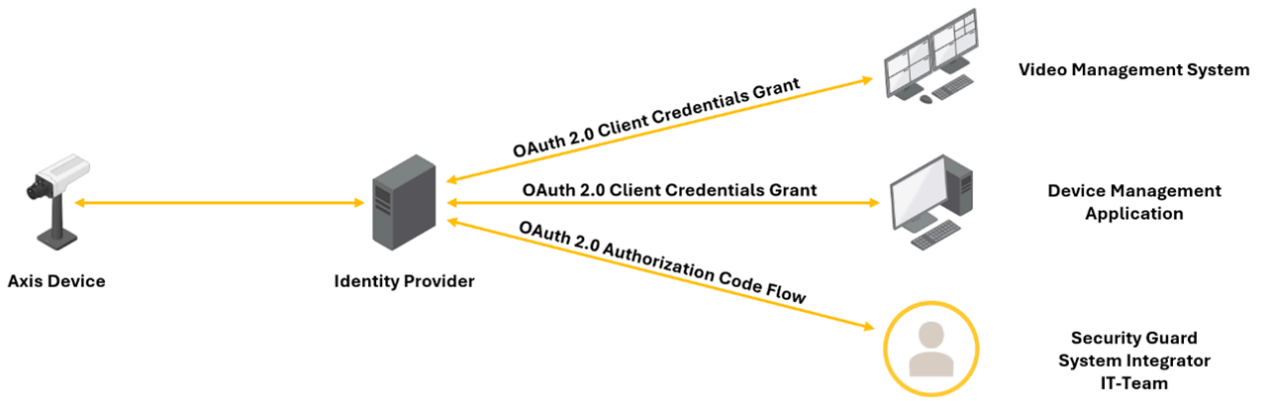 Video Management System
OAuth 2.0 Client Credentials Grant
OAuth 2.0 Client Credentials Grant
Device Management
Application
OAuth 2.0 Authorization Code Flow
Axis Device
Identity Provider
Security Guard
System Integrator
IT-Team